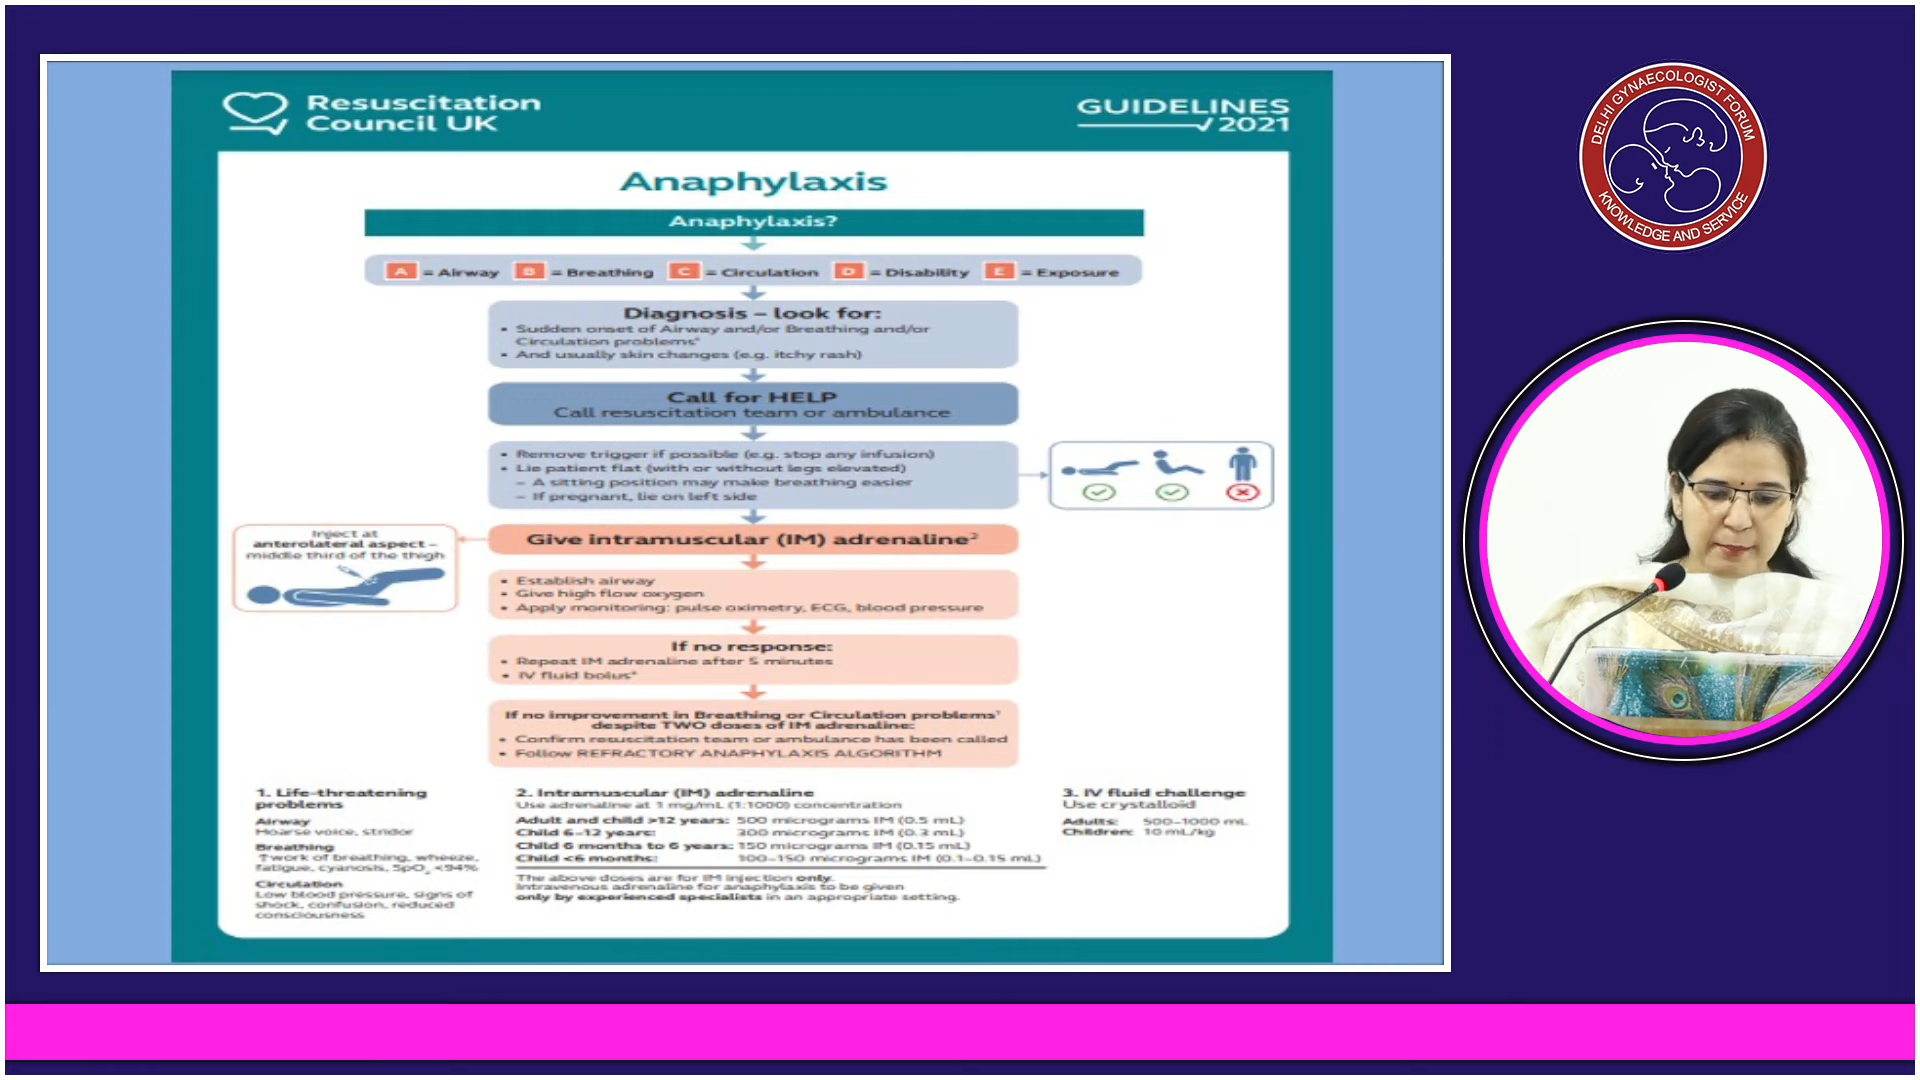 Resuscitation
Council UK
GUIDELINES
2021
DELHI GYNAECOLOGIST FORUM
KNOWLEDGE AND SERVICE
Anaphylaxis
Anaphylaxis?
A = Airway B = Breathing C = Circulation D = Disability E = Exposure
Diagnosis – look for:
• Sudden onset of Airway and/or Breathing and/or
Circulation problems¹
• And usually skin changes (e.g. itchy rash)
Call for HELP
Call resuscitation team or ambulance
• Remove trigger if possible (e.g. stop any infusion)
• Lie patient flat (with or without legs elevated)
– A sitting position may make breathing easier
– If pregnant, lie on left side
Inject at
anterolateral aspect –
middle third of the thigh
Give intramuscular (IM) adrenaline²
• Establish airway
• Give high flow oxygen
• Apply monitoring: pulse oximetry, ECG, blood pressure
If no response:
• Repeat IM adrenaline after 5 minutes
• IV fluid bolus³
If no improvement in Breathing or Circulation problems¹
despite TWO doses of IM adrenaline:
• Confirm resuscitation team or ambulance has been called
• Follow REFRACTORY ANAPHYLAXIS ALGORITHM
1. Life-threatening
problems
Airway
Hoarse voice, stridor
Breathing
↑work of breathing, wheeze,
fatigue, cyanosis, SpO₂ <94%
Circulation
Low blood pressure, signs of
shock, confusion, reduced
consciousness
2. Intramuscular (IM) adrenaline
Use adrenaline at 1 mg/mL (1:1000) concentration
Adult and child >12 years: 500 micrograms IM (0.5 mL)
Child 6–12 years: 300 micrograms IM (0.3 mL)
Child 6 months to 6 years: 150 micrograms IM (0.15 mL)
Child <6 months: 100–150 micrograms IM (0.1–0.15 mL)
The above doses are for IM injection only.
Intravenous adrenaline for anaphylaxis to be given
only by experienced specialists in an appropriate setting.
3. IV fluid challenge
Use crystalloid
Adults: 500–1000 mL
Children: 10 mL/kg